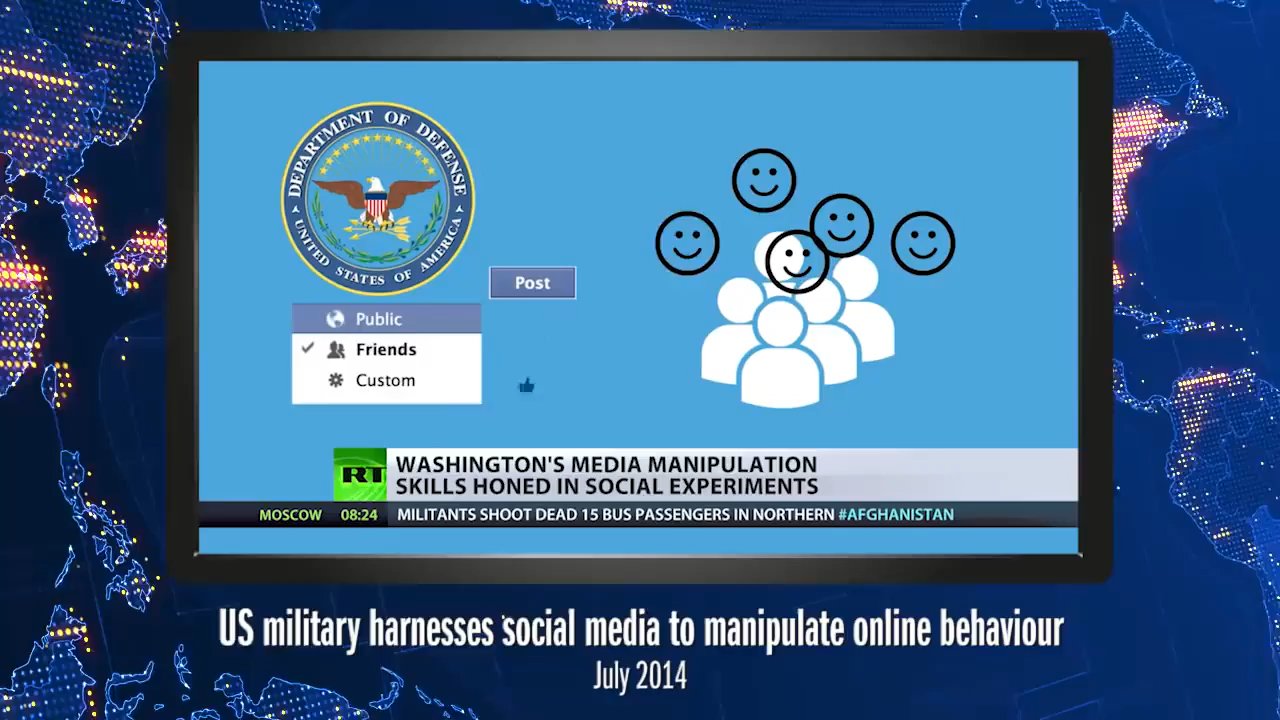 DEPARTMENT OF DEFENSE
UNITED STATES OF AMERICA
Post
Public
Friends
Custom
RT
WASHINGTON'S MEDIA MANIPULATION
SKILLS HONED IN SOCIAL EXPERIMENTS
MOSCOW 08:24 MILITANTS SHOOT DEAD 15 BUS PASSENGERS IN NORTHERN #AFGHANISTAN
US military harnesses social media to manipulate online behaviour
July 2014